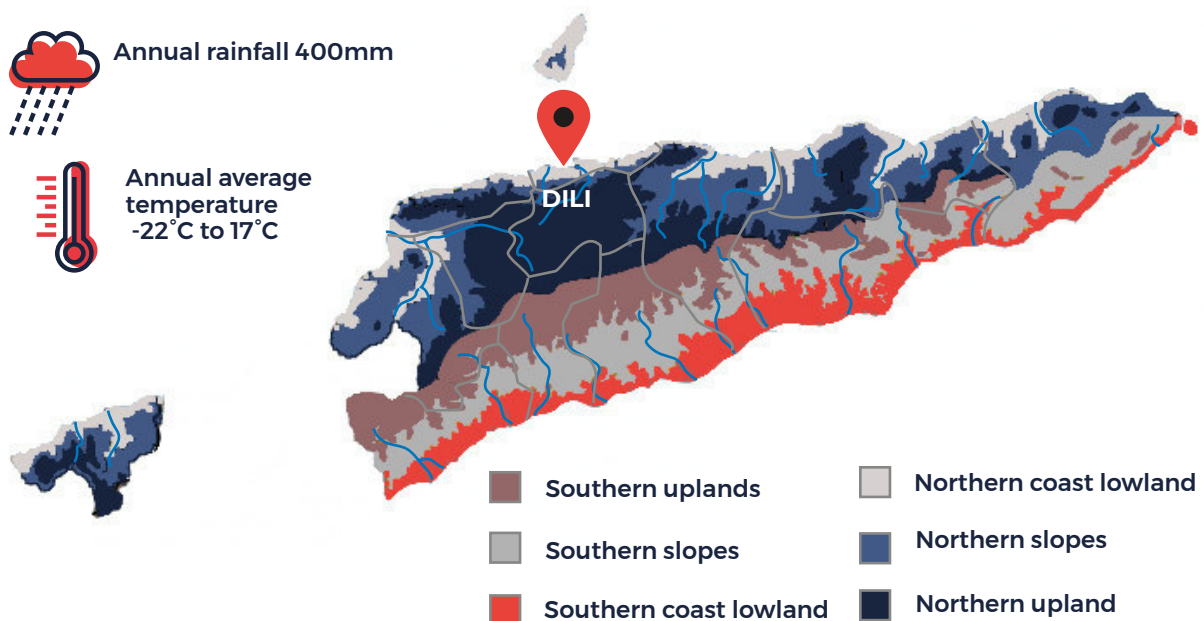 Annual rainfall 400mm
Annual average
temperature
-22˚C to 17˚C
DILI
Southern uplands
Southern slopes
Southern coast lowland
Northern coast lowland
Northern slopes
Northern upland